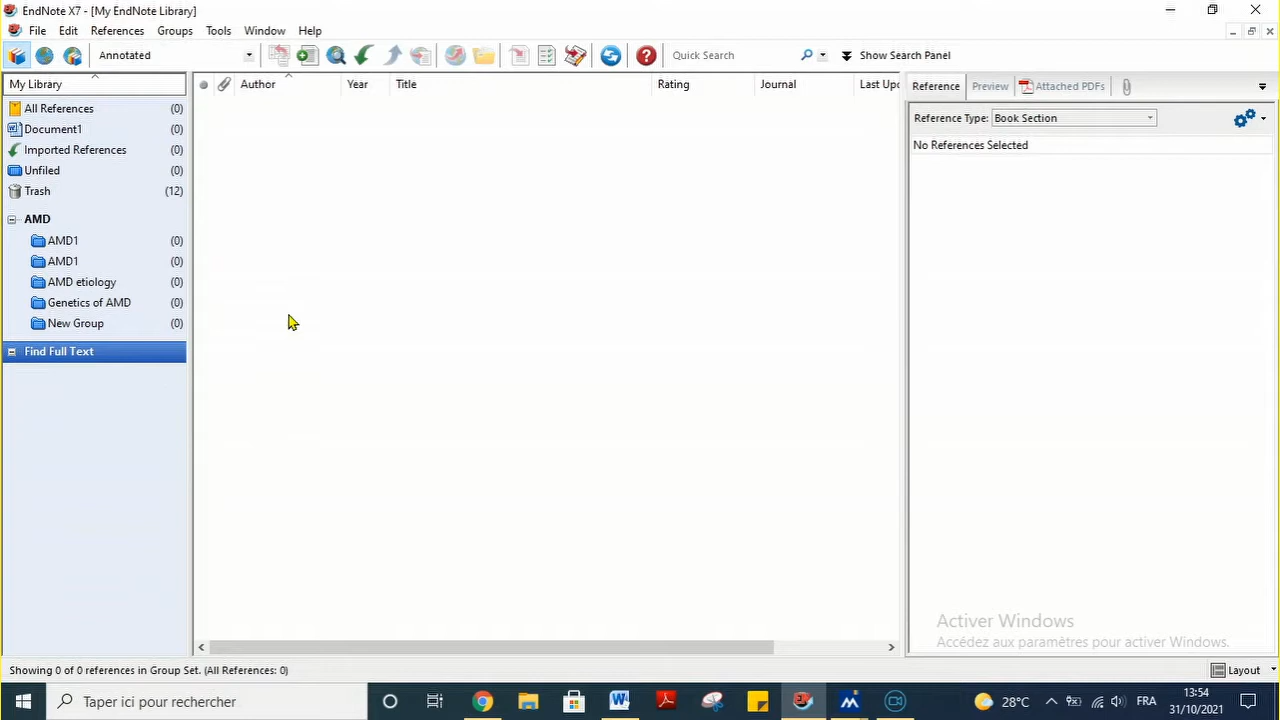 EndNote X7 - [My EndNote Library]
File Edit References Groups Tools Window Help
Annotated Quick Search Show Search Panel
My Library
All References (0)
Document1 (0)
Imported References (0)
Unfiled (0)
Trash (12)
AMD
AMD1 (0)
AMD1 (0)
AMD etiology (0)
Genetics of AMD (0)
New Group (0)
Find Full Text
Author Year Title Rating Journal Last Upd
Reference Preview Attached PDFs
Reference Type: Book Section
No References Selected
Activer Windows
Accédez aux paramètres pour activer Windows.
Showing 0 of 0 references in Group Set. (All References: 0)
Layout
Taper ici pour rechercher
28°C
FRA
13:54
31/10/2021